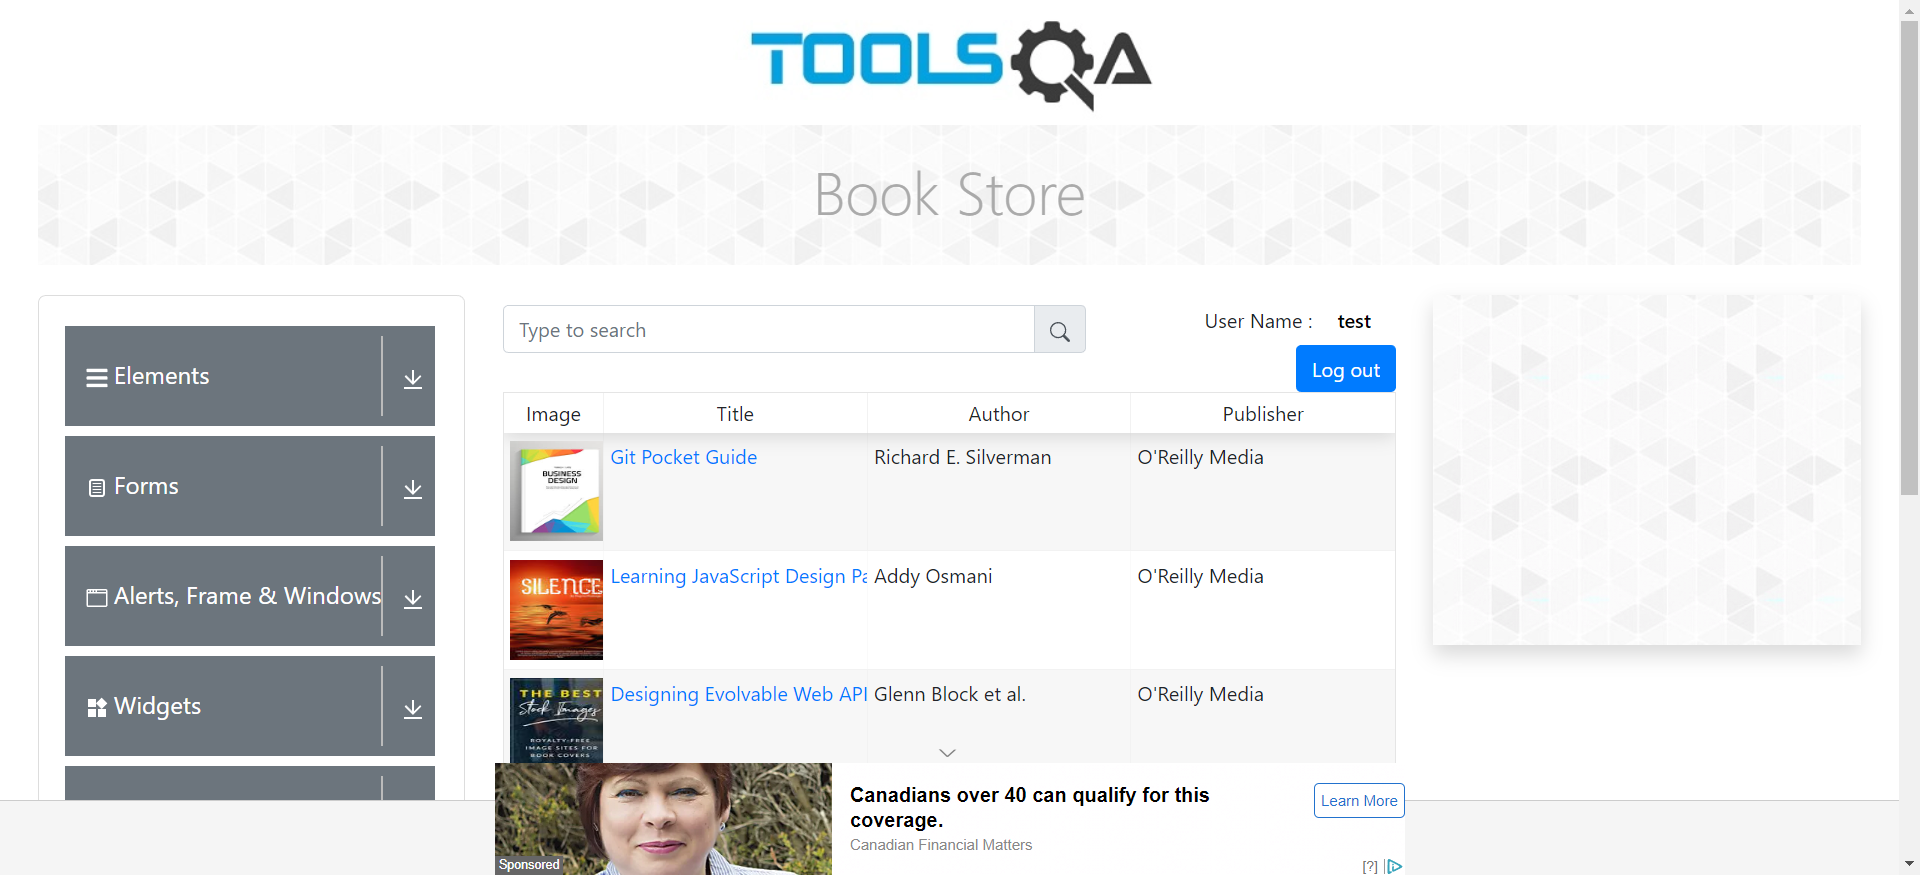 TOOLSQA
Book Store
Elements
Forms
Alerts, Frame & Windows
Widgets
Type to search
User Name : test
Log out
Image Title Author Publisher
BUSINESS
DESIGN
Git Pocket Guide Richard E. Silverman O'Reilly Media
SILENCE
Learning JavaScript Design Pa Addy Osmani O'Reilly Media
THE BEST
Stock Images
ROYALTY-FREE
IMAGE SITES FOR
BOOK COVERS
Designing Evolvable Web API Glenn Block et al. O'Reilly Media
Sponsored
Canadians over 40 can qualify for this
coverage.
Canadian Financial Matters
Learn More
[?]